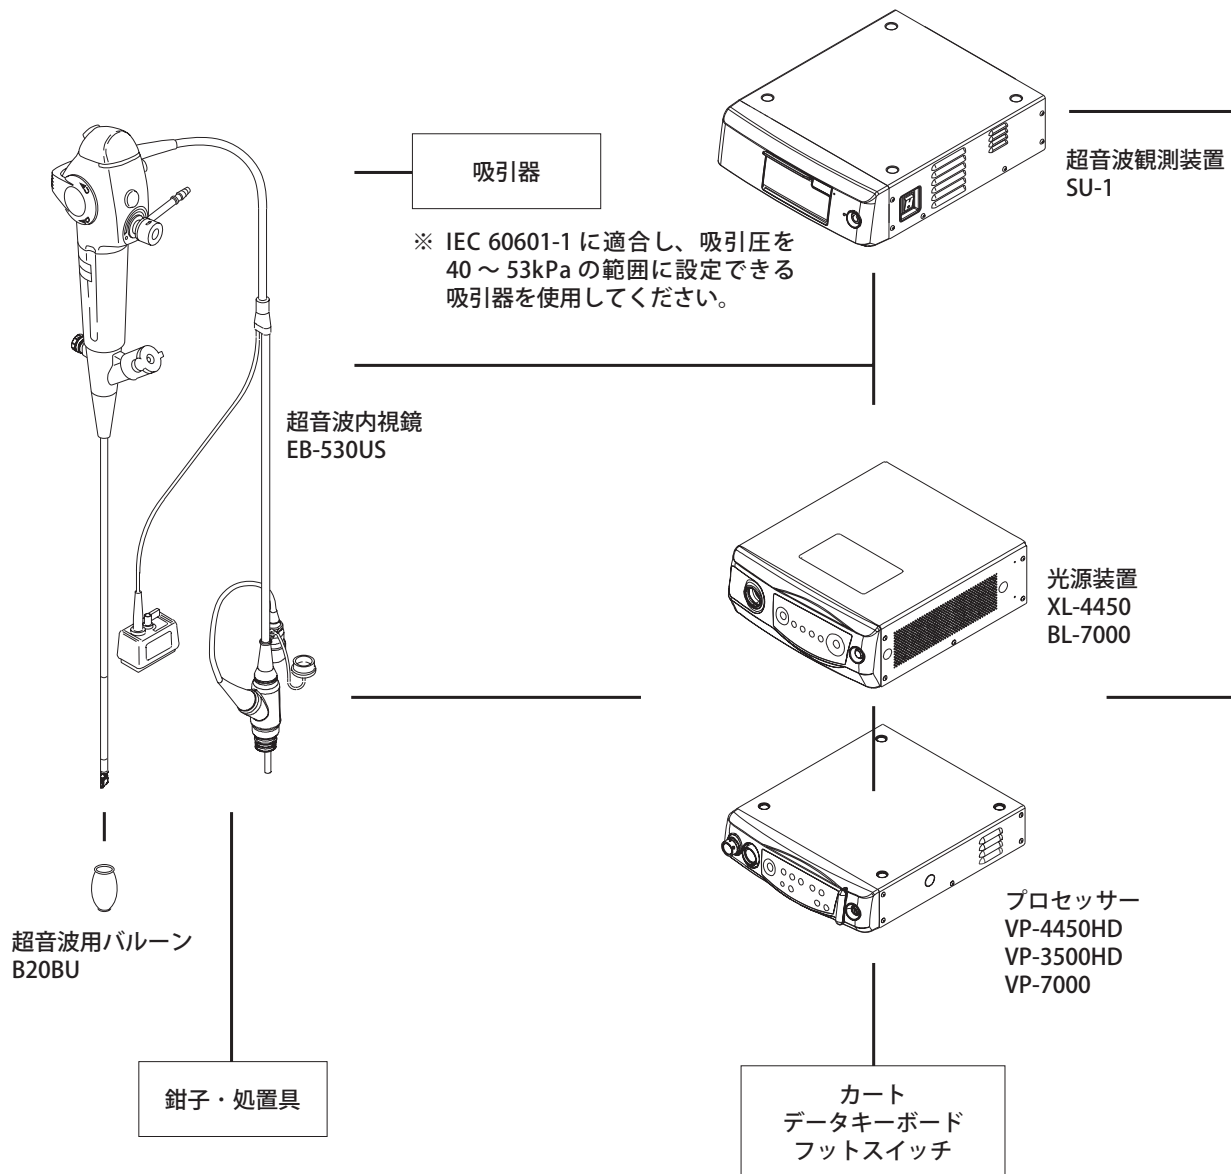 吸引器
※ IEC 60601-1 に適合し、吸引圧を
40 ～ 53kPa の範囲に設定できる
吸引器を使用してください。
超音波観測装置
SU-1
超音波内視鏡
EB-530US
光源装置
XL-4450
BL-7000
プロセッサー
VP-4450HD
VP-3500HD
VP-7000
超音波用バルーン
B20BU
鉗子・処置具
カート
データキーボード
フットスイッチ